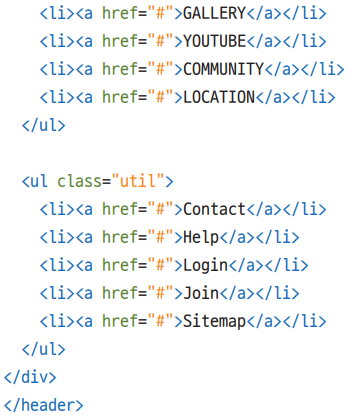 <li><a href="#">GALLERY</a></li>
<li><a href="#">YOUTUBE</a></li>
<li><a href="#">COMMUNITY</a></li>
<li><a href="#">LOCATION</a></li>
</ul>
<ul class="util">
<li><a href="#">Contact</a></li>
<li><a href="#">Help</a></li>
<li><a href="#">Login</a></li>
<li><a href="#">Join</a></li>
<li><a href="#">Sitemap</a></li>
</ul>
</div>
</header>